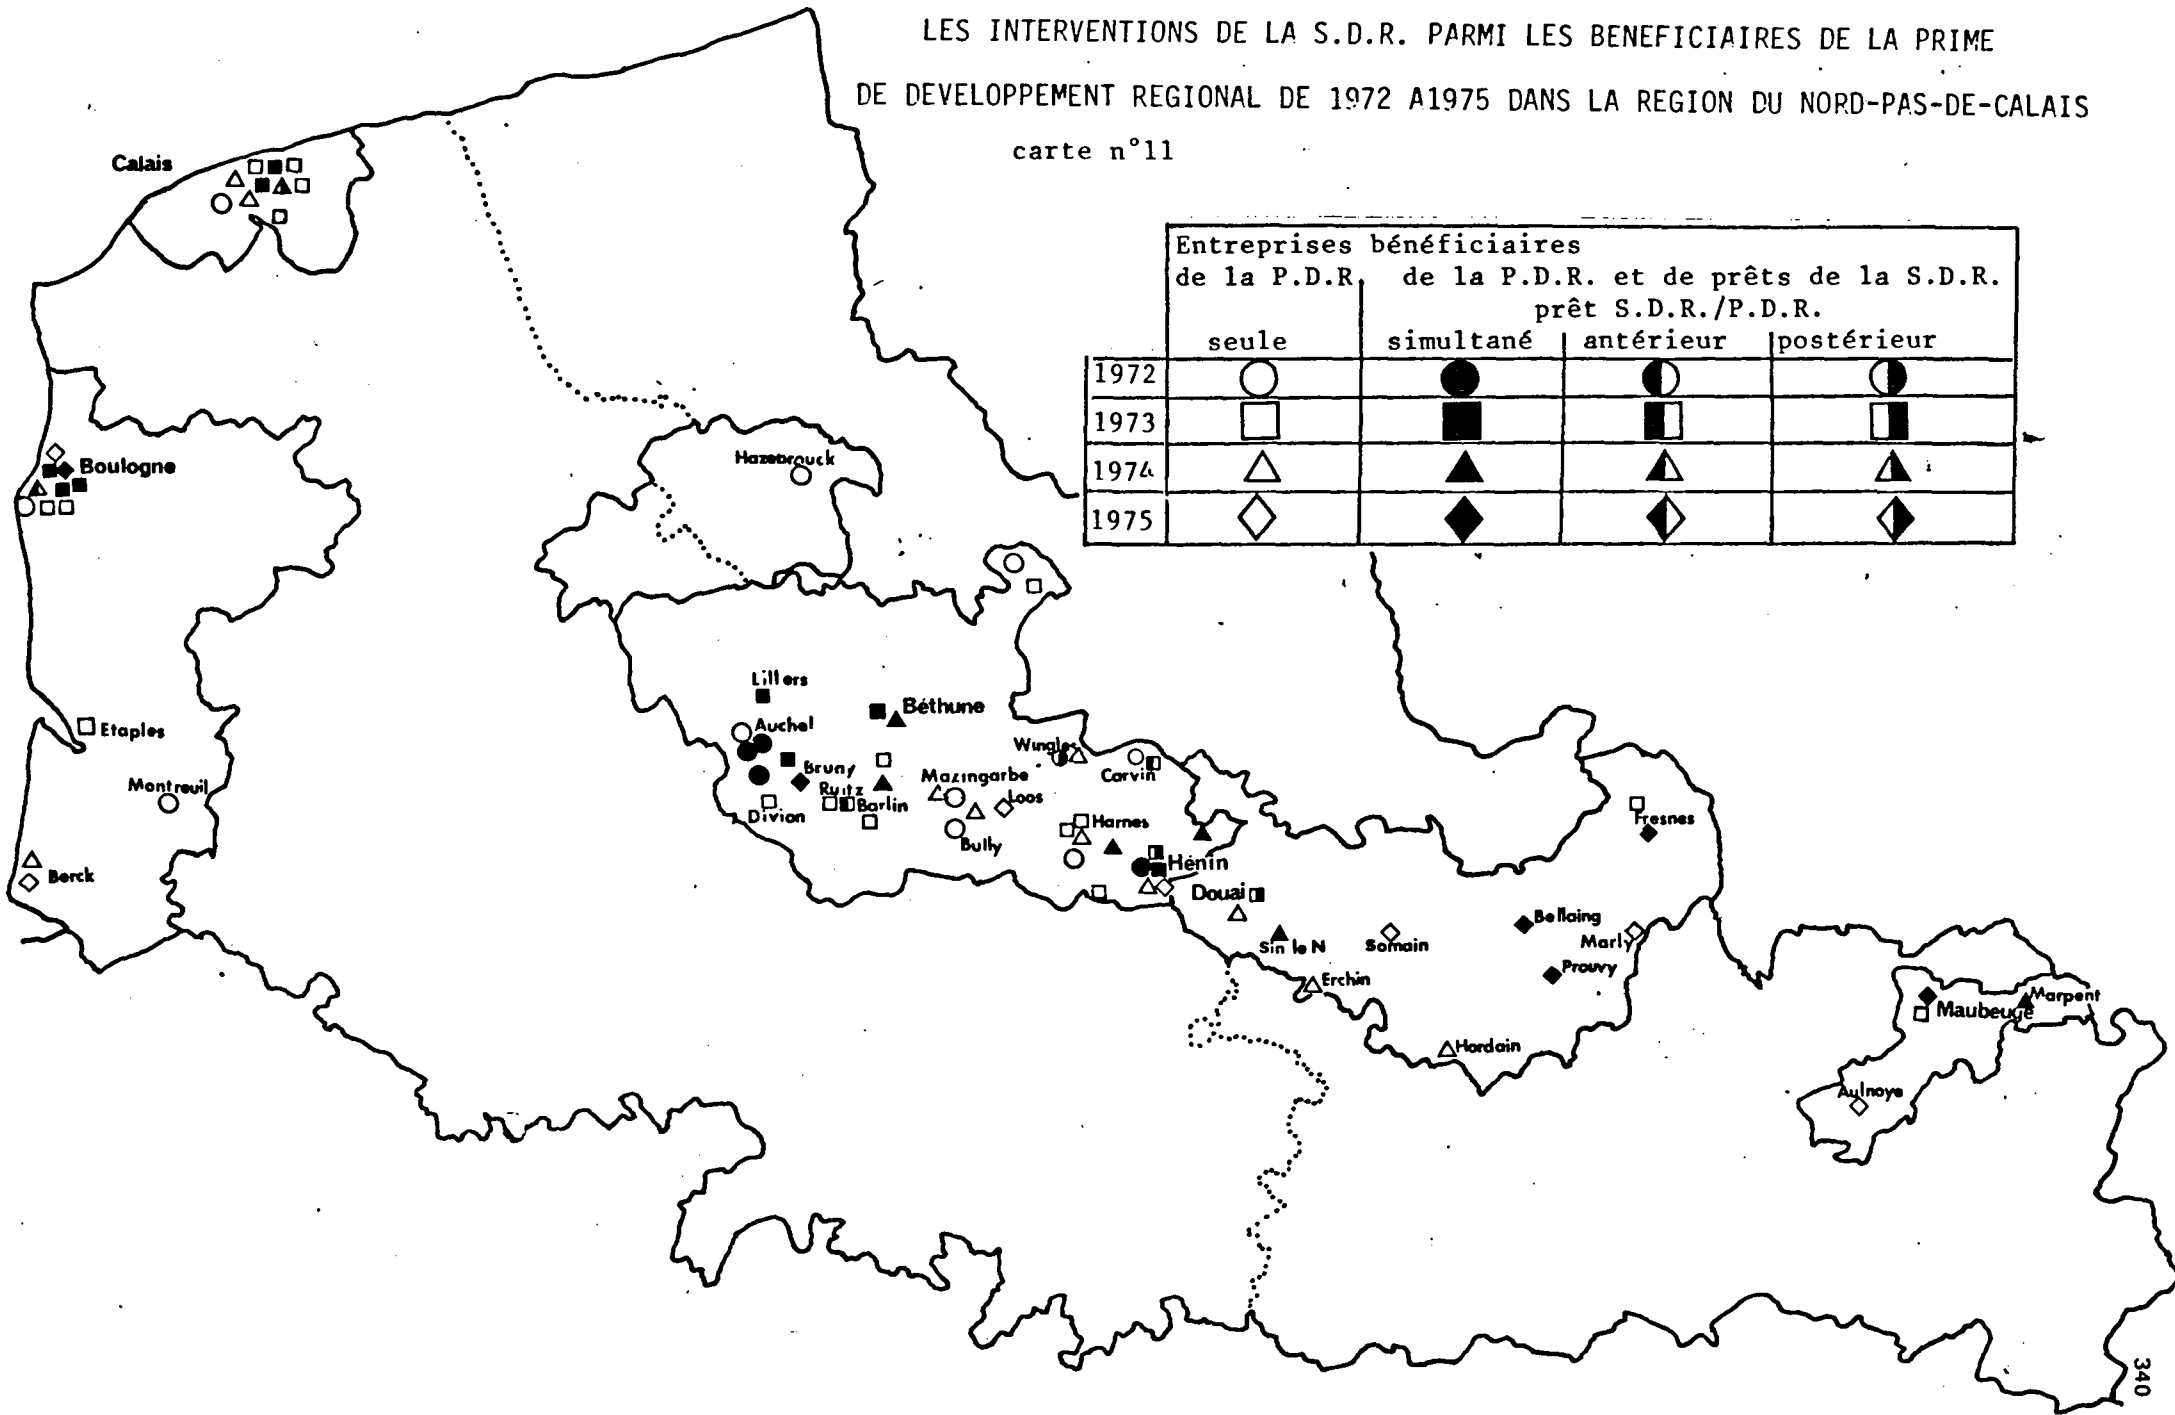 LES INTERVENTIONS DE LA S.D.R. PARMI LES BENEFICIAIRES DE LA PRIME
DE DEVELOPPEMENT REGIONAL DE 1972 A1975 DANS LA REGION DU NORD-PAS-DE-CALAIS
carte n°11
Entreprises bénéficiaires
de la P.D.R. de la P.D.R. et de prêts de la S.D.R.
prêt S.D.R./P.D.R.
seule simultané antérieur postérieur
1972
1973
1974
1975
Calais
Boulogne
Hazebrouck
Etaples
Montreuil
Berck
Lillers
Auchel
Béthune
Bruay
Ruitz
Barlin
Divion
Mazingarbe
Loos
Bully
Wingles
Carvin
Harnes
Hénin
Douai
Sin le N
Erchin
Somain
Hordain
Fresnes
Bellaing
Marly
Prouvy
Maubeuge
Marpent
Aulnoye
340